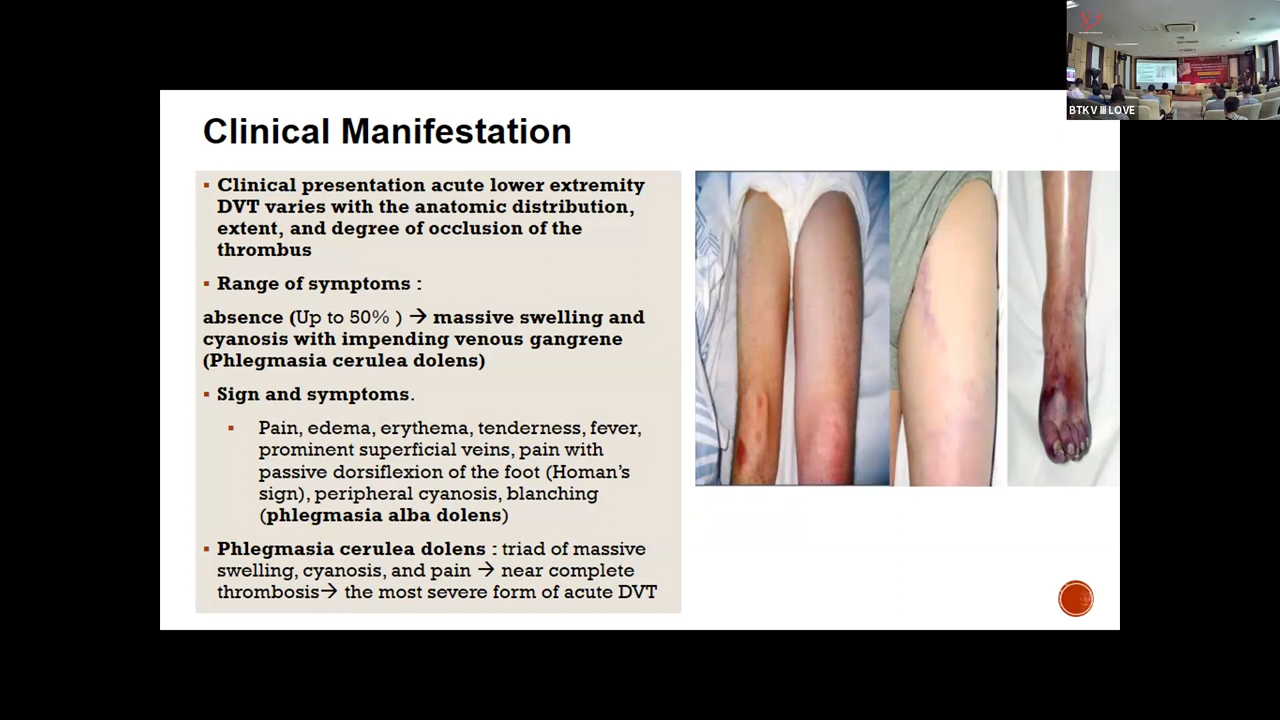 BTKV III LOVE
Clinical Manifestation
▪ Clinical presentation acute lower extremity
DVT varies with the anatomic distribution,
extent, and degree of occlusion of the
thrombus
▪ Range of symptoms :
absence (Up to 50% ) → massive swelling and
cyanosis with impending venous gangrene
(Phlegmasia cerulea dolens)
▪ Sign and symptoms.
▪ Pain, edema, erythema, tenderness, fever,
prominent superficial veins, pain with
passive dorsiflexion of the foot (Homan’s
sign), peripheral cyanosis, blanching
(phlegmasia alba dolens)
▪ Phlegmasia cerulea dolens : triad of massive
swelling, cyanosis, and pain → near complete
thrombosis→ the most severe form of acute DVT